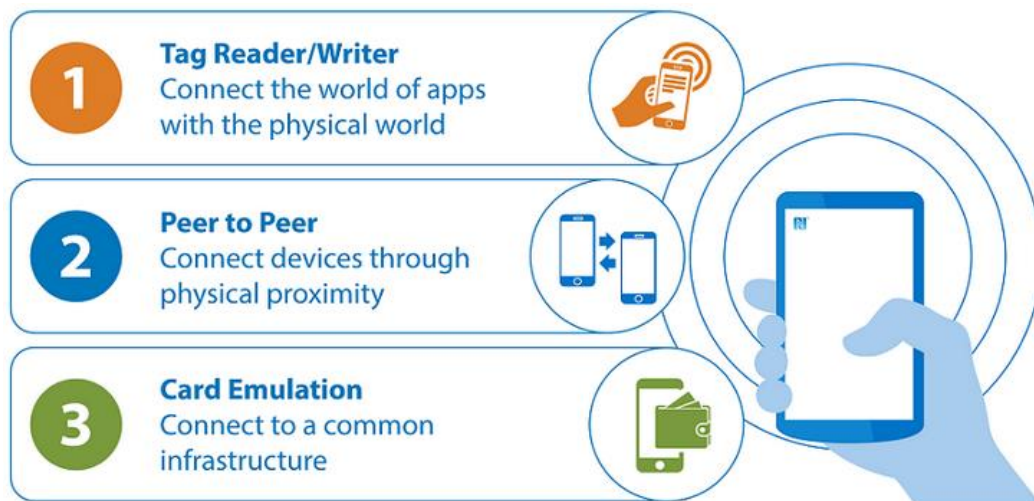 1
Tag Reader/Writer
Connect the world of apps
with the physical world
2
Peer to Peer
Connect devices through
physical proximity
3
Card Emulation
Connect to a common
infrastructure